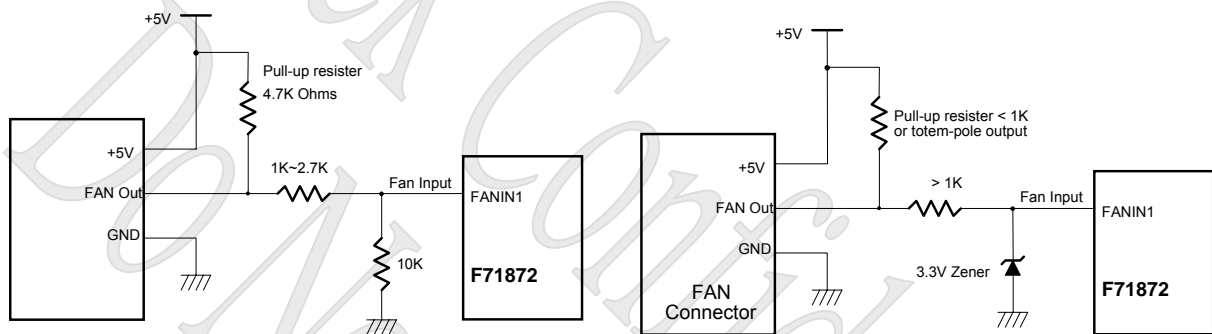 +5V
Pull-up resister
4.7K Ohms
+5V
1K~2.7K
Fan Input
FAN Out
FANIN1
GND
10K
F71872
+5V
Pull-up resister < 1K
or totem-pole output
+5V
> 1K
Fan Input
FAN Out
FANIN1
GND
3.3V Zener
FAN
Connector
F71872